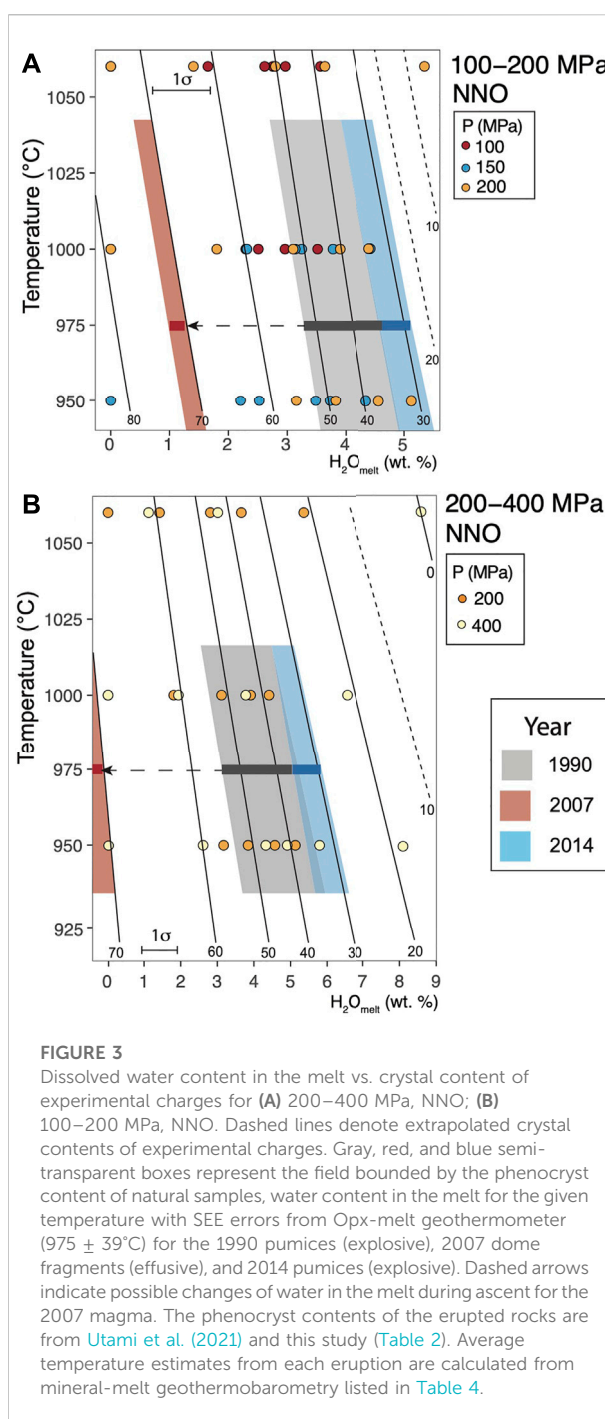 A
100–200 MPa
NNO
P (MPa)
100
150
200
1σ
Temperature (°C)
1050
1025
1000
975
950
10
20
80
70
60
50
40
30
0
1
2
3
4
5
H2Omelt (wt. %)
B
200–400 MPa
NNO
P (MPa)
200
400
Temperature (°C)
1050
1025
1000
975
950
925
0
10
1σ
70
60
50
40
30
20
0
1
2
3
4
5
6
7
8
9
H2Omelt (wt. %)
Year
1990
2007
2014
FIGURE 3
Dissolved water content in the melt vs. crystal content of
experimental charges for (A) 200–400 MPa, NNO; (B)
100–200 MPa, NNO. Dashed lines denote extrapolated crystal
contents of experimental charges. Gray, red, and blue semi-
transparent boxes represent the field bounded by the phenocryst
content of natural samples, water content in the melt for the given
temperature with SEE errors from Opx-melt geothermometer
(975 ± 39°C) for the 1990 pumices (explosive), 2007 dome
fragments (effusive), and 2014 pumices (explosive). Dashed arrows
indicate possible changes of water in the melt during ascent for the
2007 magma. The phenocryst contents of the erupted rocks are
from Utami et al. (2021) and this study (Table 2). Average
temperature estimates from each eruption are calculated from
mineral-melt geothermobarometry listed in Table 4.